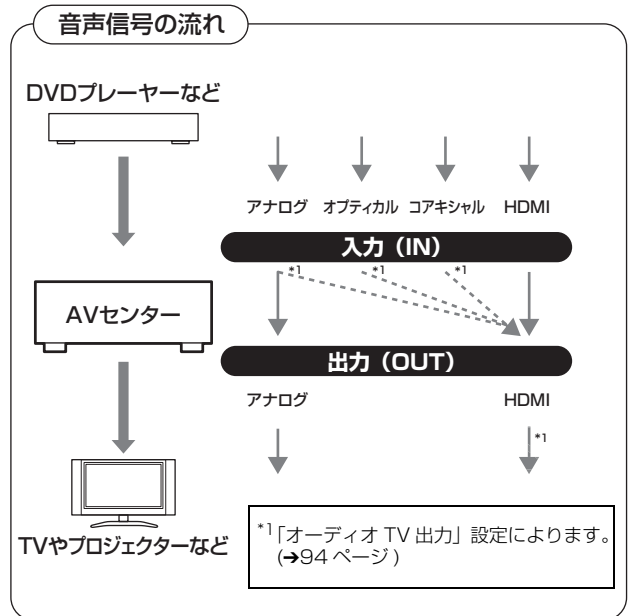 音声信号の流れ
DVDプレーヤーなど
アナログ オプティカル コアキシャル HDMI
入力（IN）
*1 *1 *1
AVセンター
出力（OUT）
アナログ HDMI
*1
TVやプロジェクターなど
*1「オーディオ TV 出力」設定によります。
(➔94 ページ)